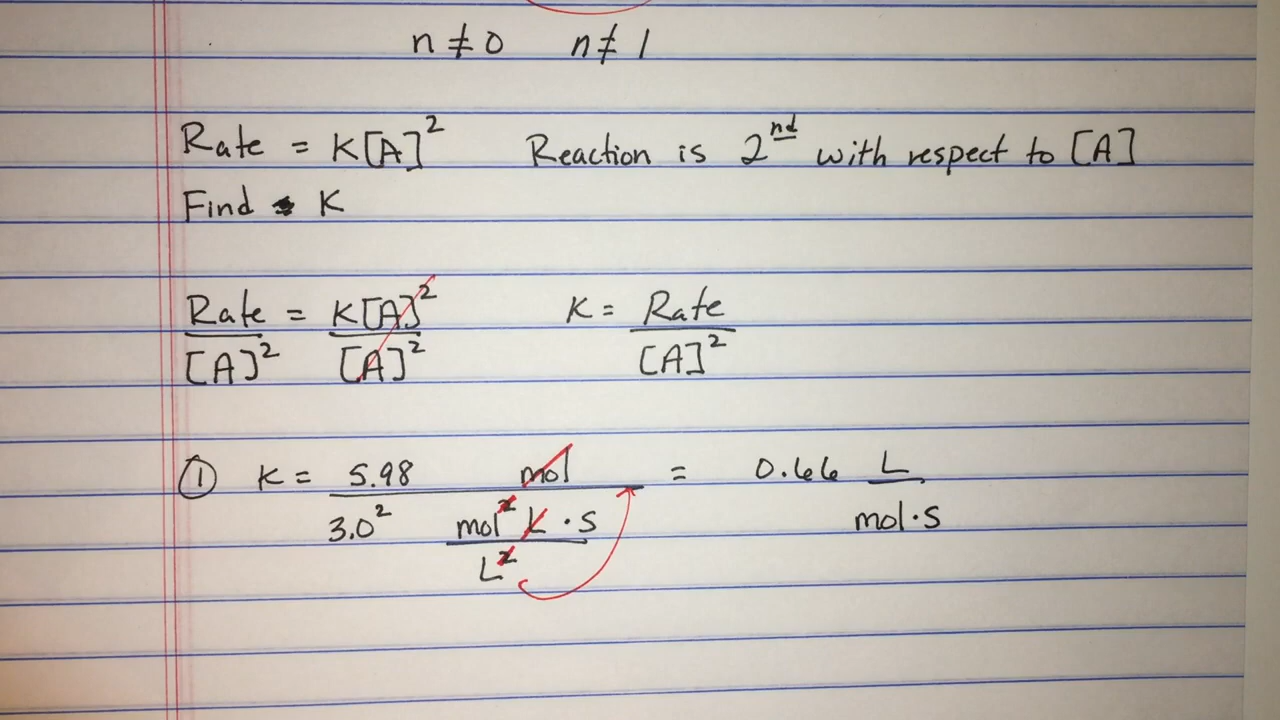 n ≠ 0 n ≠ 1
Rate = K[A]² Reaction is 2nd with respect to [A]
Find K
Rate = K[A]² K = Rate
[A]² [A]² [A]²
① K = 5.98 mol = 0.66 L
3.0² mol² L · s mol·s
L²